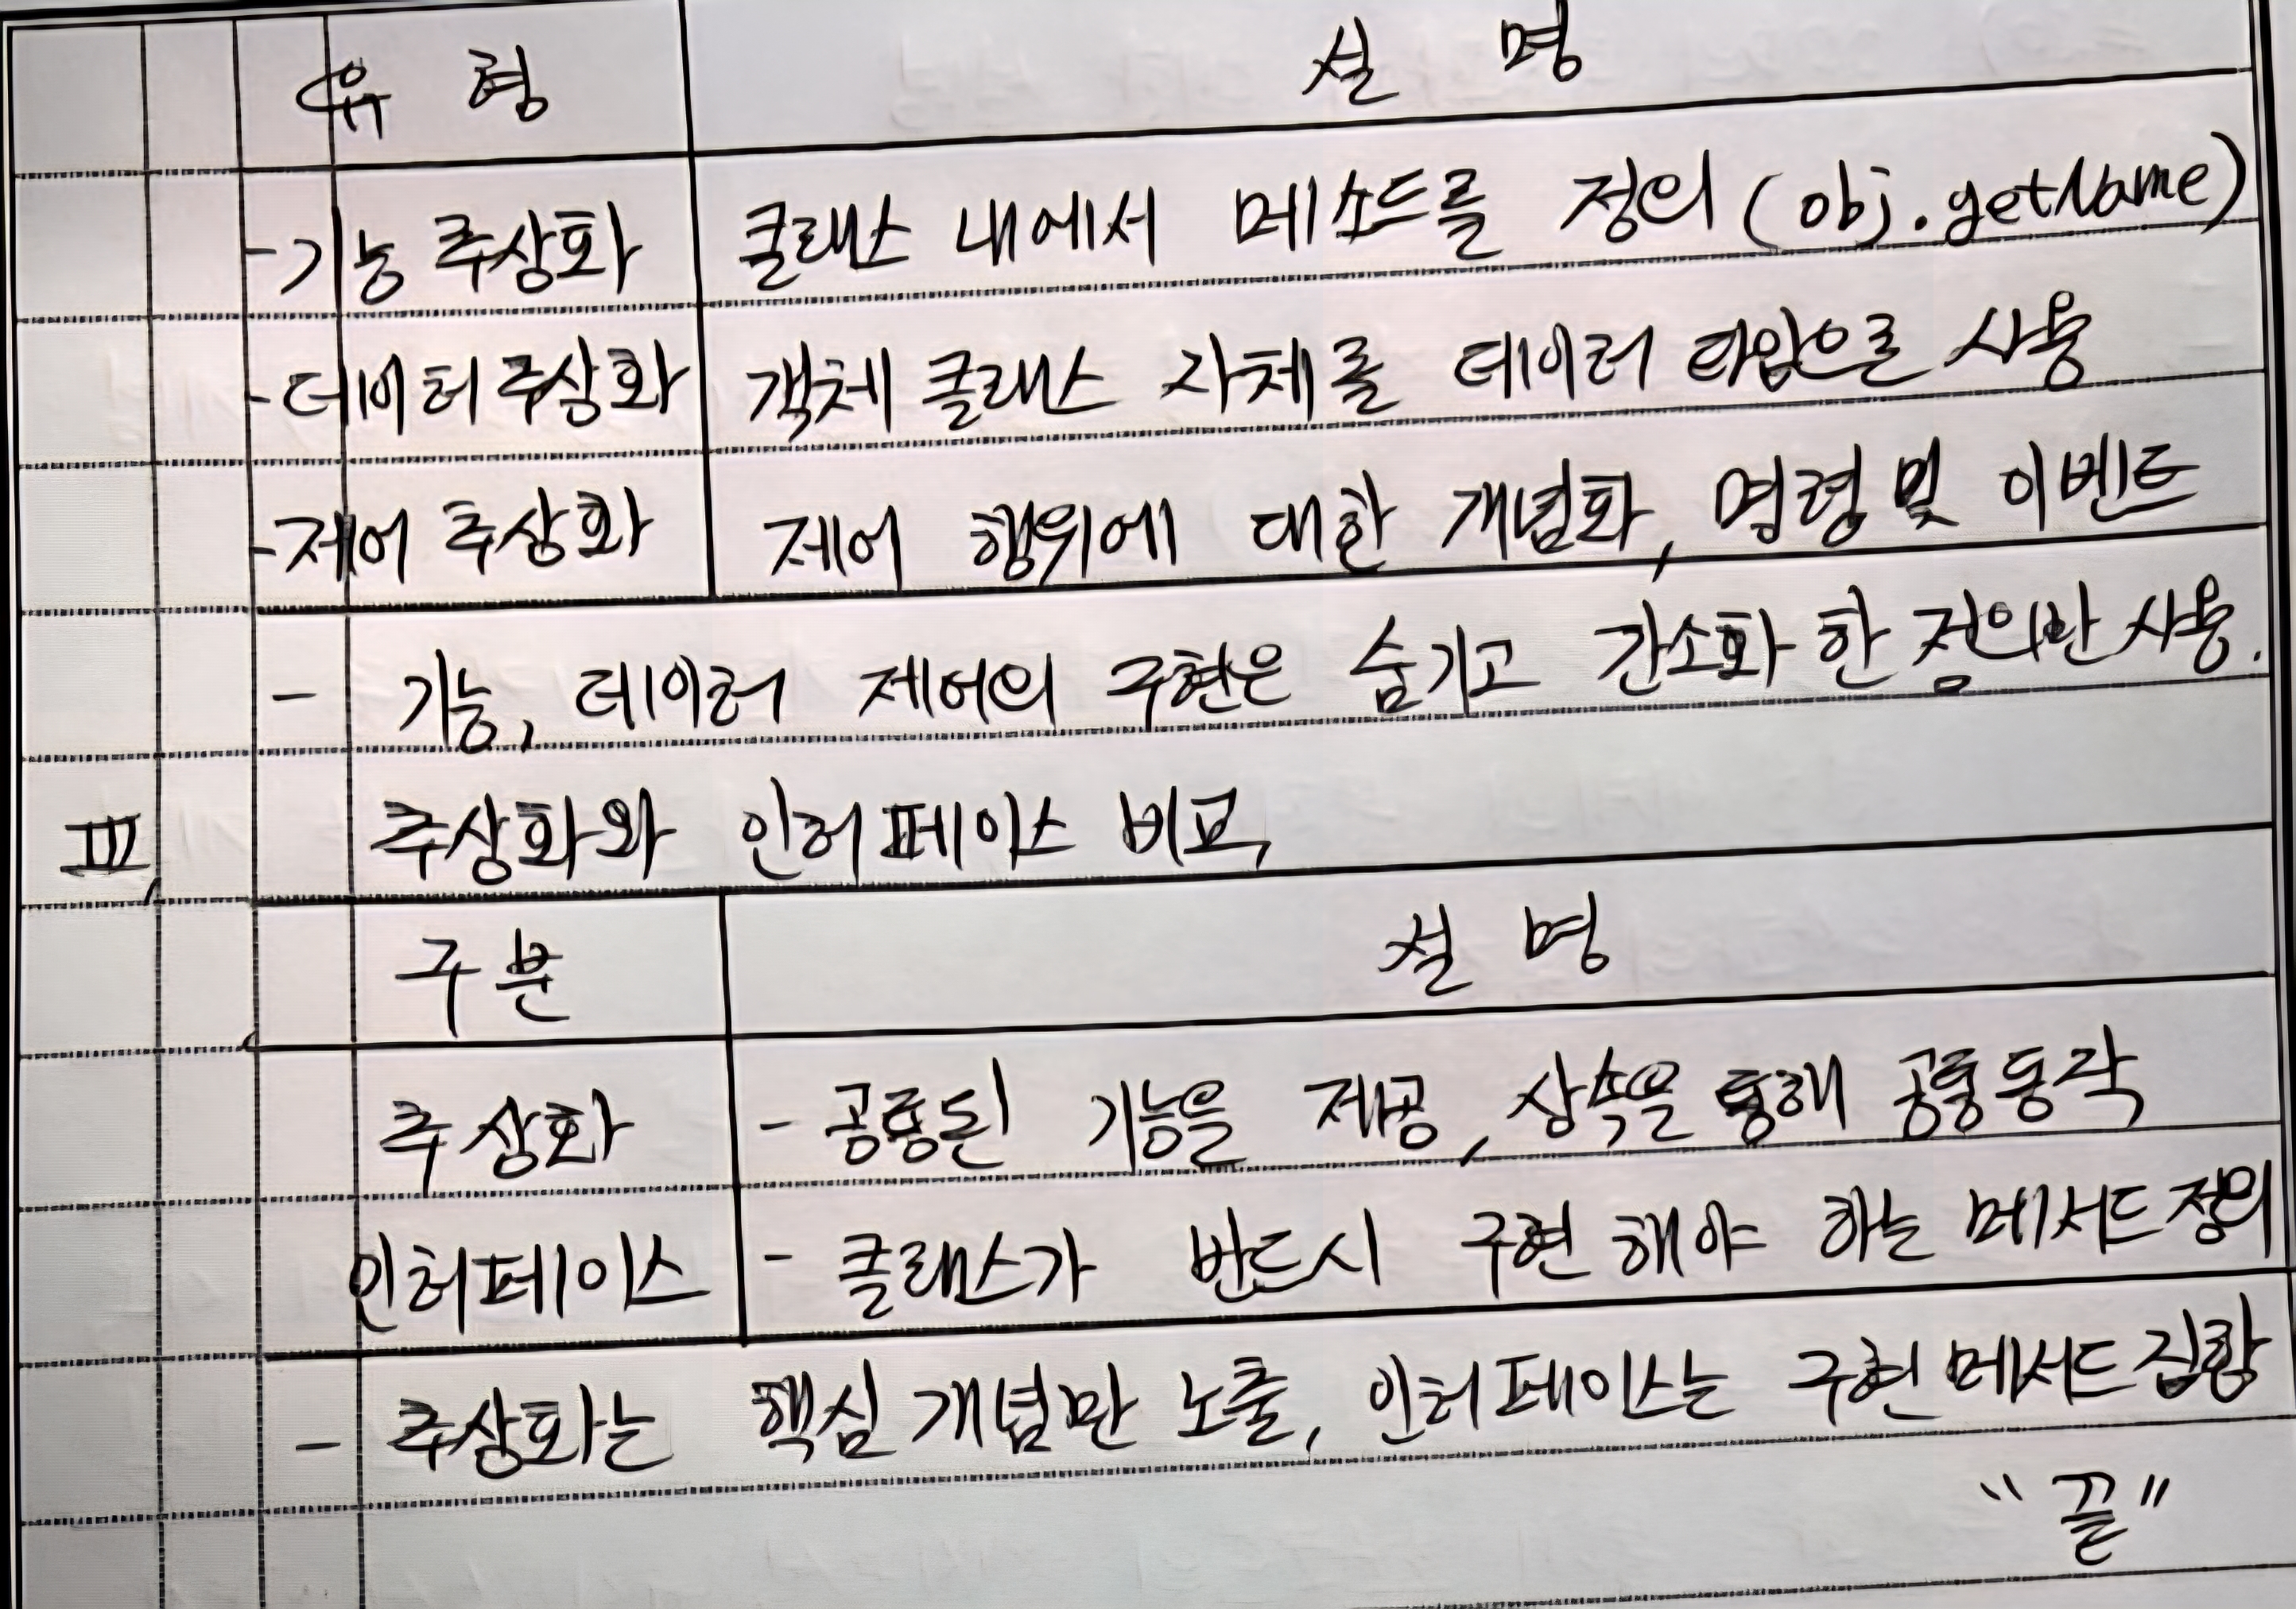 유 형 설 명
-기능 추상화 클래스 내에서 메소드를 정의 (obj.getName)
-데이터 추상화 객체 클래스 자체를 데이터 타입으로 사용
-제어 추상화 제어 행위에 대한 개념화, 명령 및 이벤트
- 기능, 데이터 제어의 구현은 숨기고 간소화 한 정의만 사용.
III, 추상화와 인터페이스 비교
구 분 설 명
추 상화 - 공통된 기능을 제공, 상속을 통해 공통 동작
인터페이스 - 클래스가 반드시 구현 해야 하는 메서드 정의
- 추상화는 핵심 개념만 노출, 인터페이스는 구현 메서드 집합
"끝"